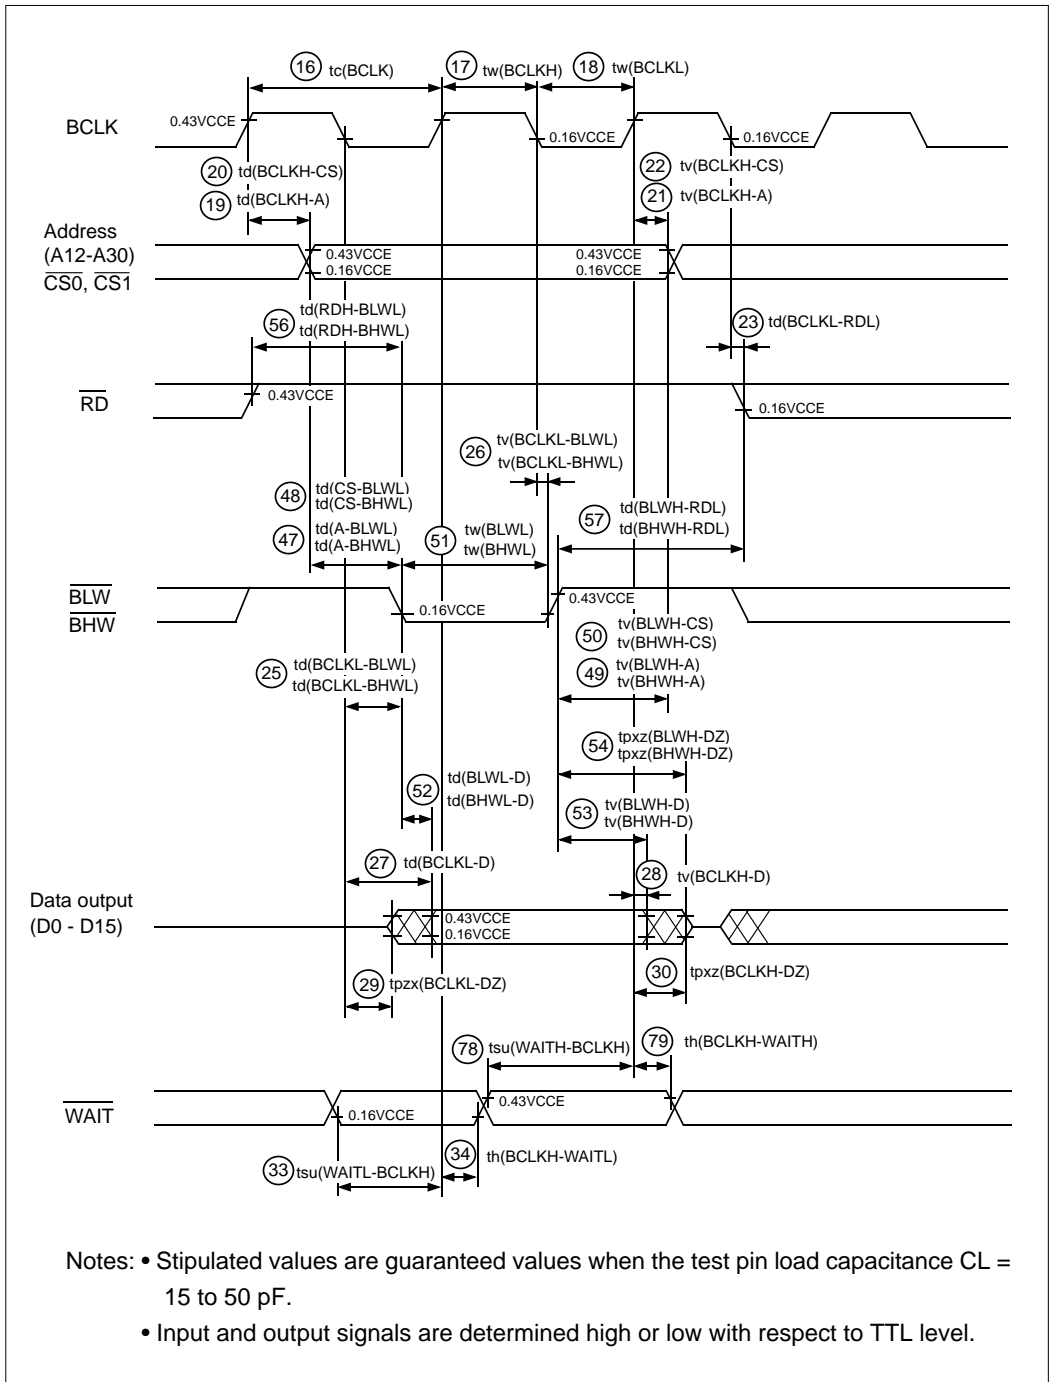 16 tc(BCLK)
17 tw(BCLKH)
18 tw(BCLKL)
BCLK
0.43VCCE
0.16VCCE
0.16VCCE
20 td(BCLKH-CS)
19 td(BCLKH-A)
22 tv(BCLKH-CS)
21 tv(BCLKH-A)
Address
(A12-A30)
CS0, CS1
0.43VCCE
0.16VCCE
0.43VCCE
0.16VCCE
56 td(RDH-BLWL)
td(RDH-BHWL)
23 td(BCLKL-RDL)
RD
0.43VCCE
0.16VCCE
26 tv(BCLKL-BLWL)
tv(BCLKL-BHWL)
48 td(CS-BLWL)
td(CS-BHWL)
47 td(A-BLWL)
td(A-BHWL)
51 tw(BLWL)
tw(BHWL)
57 td(BLWH-RDL)
td(BHWH-RDL)
BLW
BHW
0.16VCCE
0.43VCCE
50 tv(BLWH-CS)
tv(BHWH-CS)
49 tv(BLWH-A)
tv(BHWH-A)
25 td(BCLKL-BLWL)
td(BCLKL-BHWL)
54 tpxz(BLWH-DZ)
tpxz(BHWH-DZ)
52 td(BLWL-D)
td(BHWL-D)
53 tv(BLWH-D)
tv(BHWH-D)
27 td(BCLKL-D)
28 tv(BCLKH-D)
Data output
(D0 - D15)
0.43VCCE
0.16VCCE
29 tpzx(BCLKL-DZ)
30 tpxz(BCLKH-DZ)
78 tsu(WAITH-BCLKH)
79 th(BCLKH-WAITH)
WAIT
0.16VCCE
0.43VCCE
33 tsu(WAITL-BCLKH)
34 th(BCLKH-WAITL)
Notes: • Stipulated values are guaranteed values when the test pin load capacitance CL =
15 to 50 pF.
• Input and output signals are determined high or low with respect to TTL level.